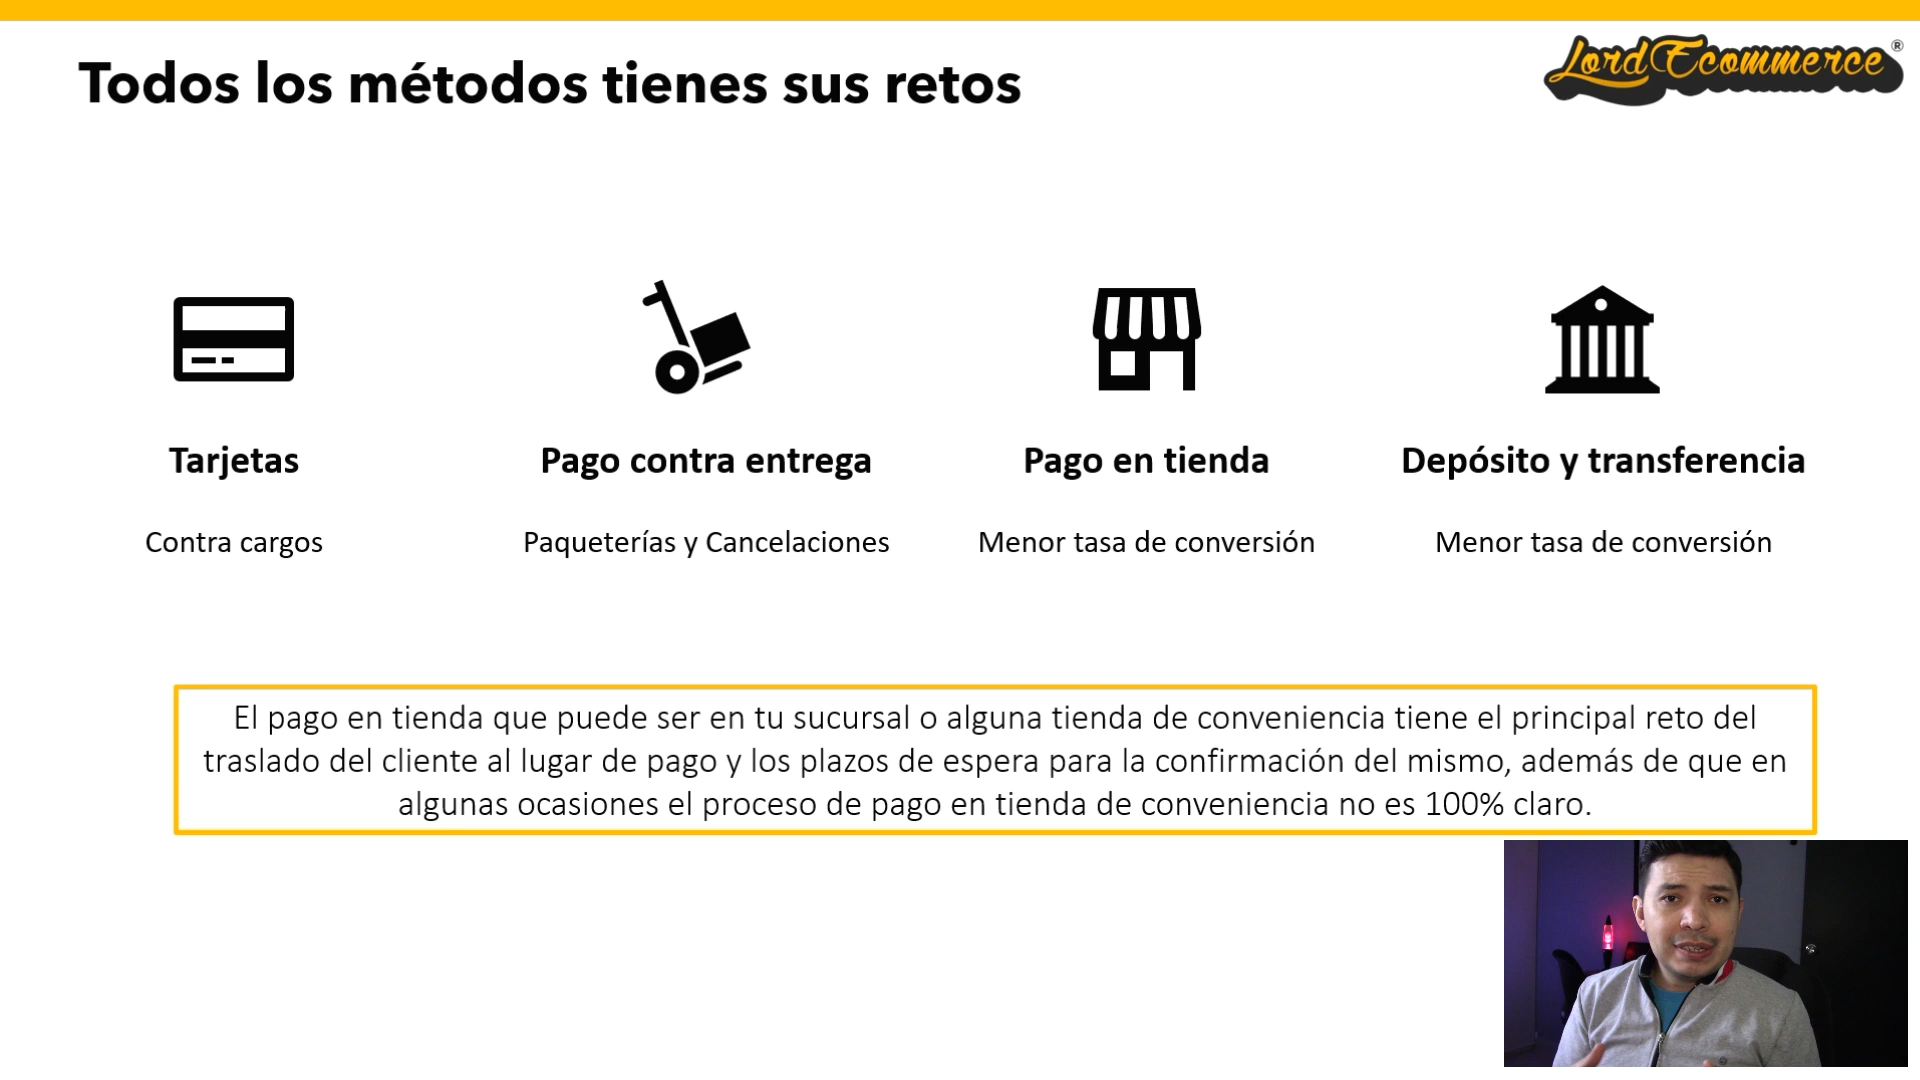 Todos los métodos tienes sus retos
Lord Ecommerce®
Tarjetas
Pago contra entrega
Pago en tienda
Depósito y transferencia
Contra cargos
Paqueterías y Cancelaciones
Menor tasa de conversión
Menor tasa de conversión
El pago en tienda que puede ser en tu sucursal o alguna tienda de conveniencia tiene el principal reto del
traslado del cliente al lugar de pago y los plazos de espera para la confirmación del mismo, además de que en
algunas ocasiones el proceso de pago en tienda de conveniencia no es 100% claro.